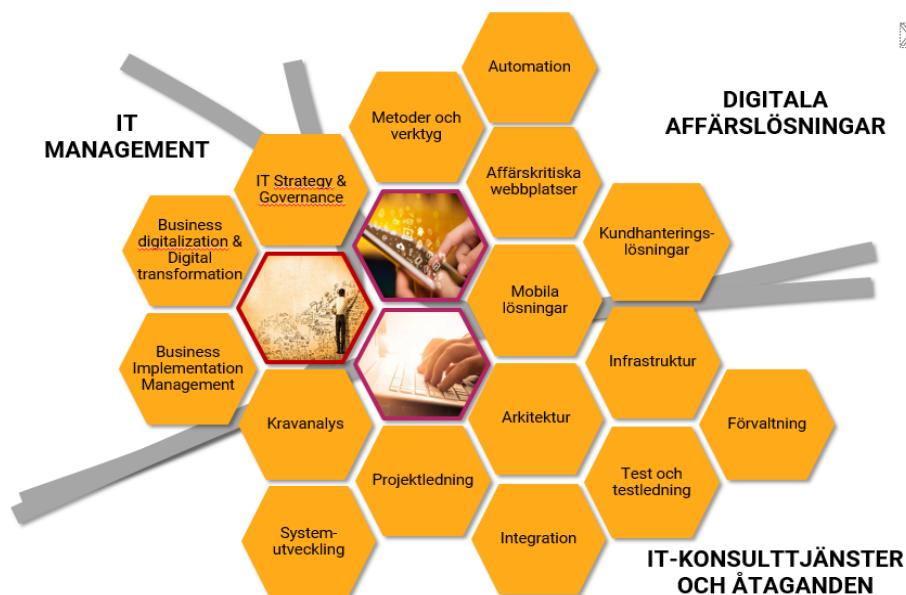 IT
MANAGEMENT
DIGITALA
AFFÄRSLÖSNINGAR
Automation
Metoder och
verktyg
IT Strategy &
Governance
Affärskritiska
webbplatser
Business
digitalization &
Digital
transformation
Kundhanterings-
lösningar
Mobila
lösningar
Business
Implementation
Management
Infrastruktur
Kravanalys
Arkitektur
Förvaltning
Projektledning
Test och
testledning
System-
utveckling
Integration
IT-KONSULTTJÄNSTER
OCH ÅTAGANDEN